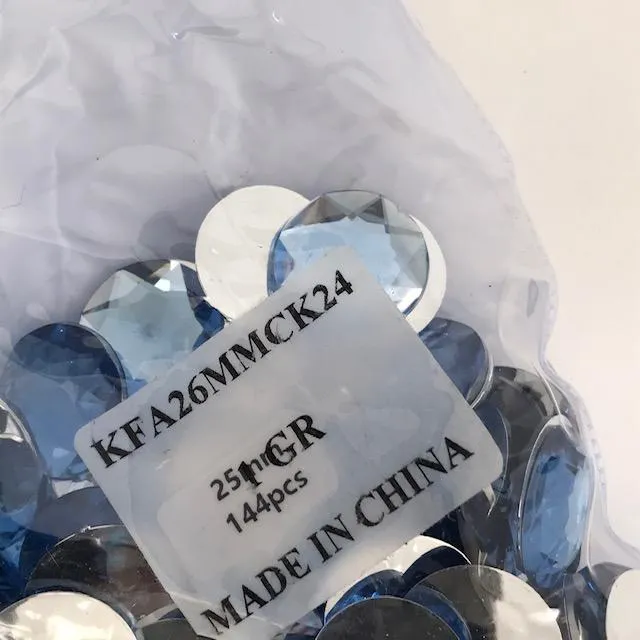 KFA26MMCK24
1 GR
25mm
144pcs
MADE IN CHINA